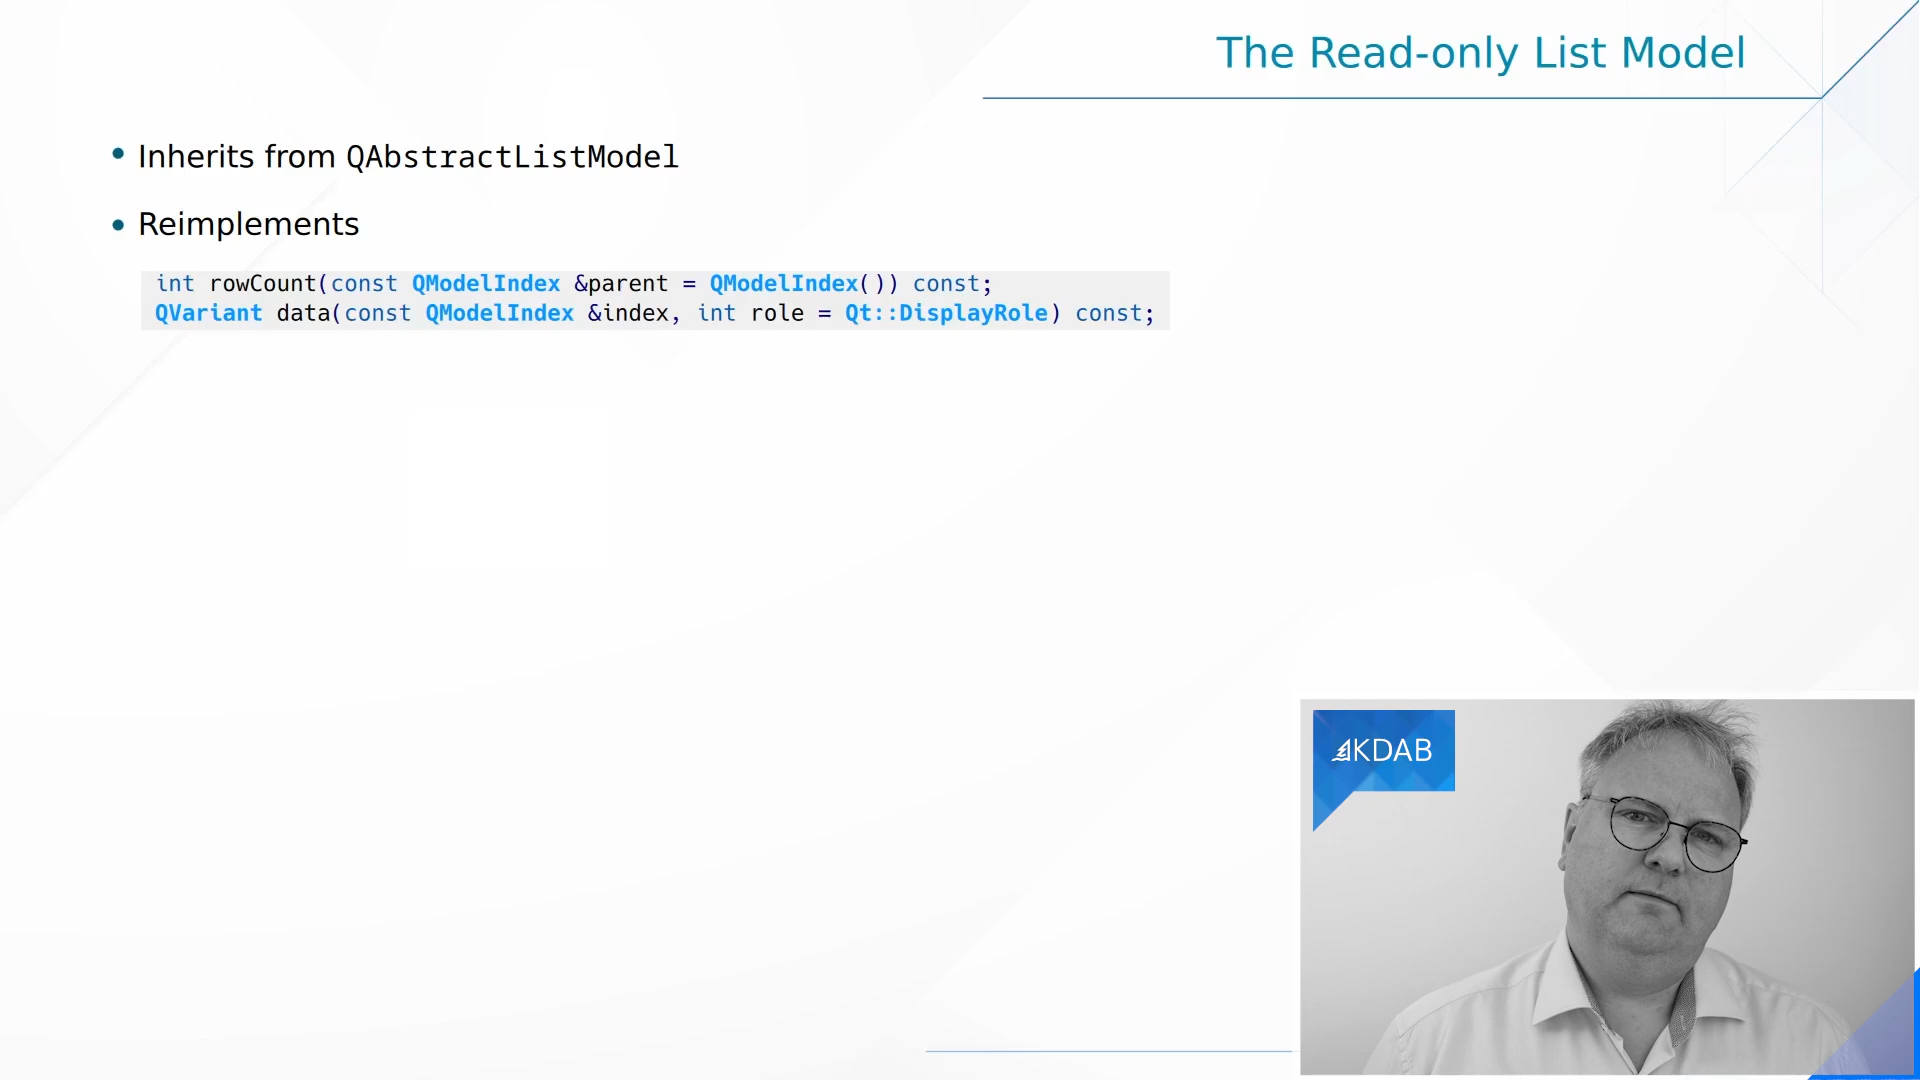 The Read-only List Model
Inherits from QAbstractListModel
Reimplements
int rowCount(const QModelIndex &parent = QModelIndex()) const;
QVariant data(const QModelIndex &index, int role = Qt::DisplayRole) const;
KDAB